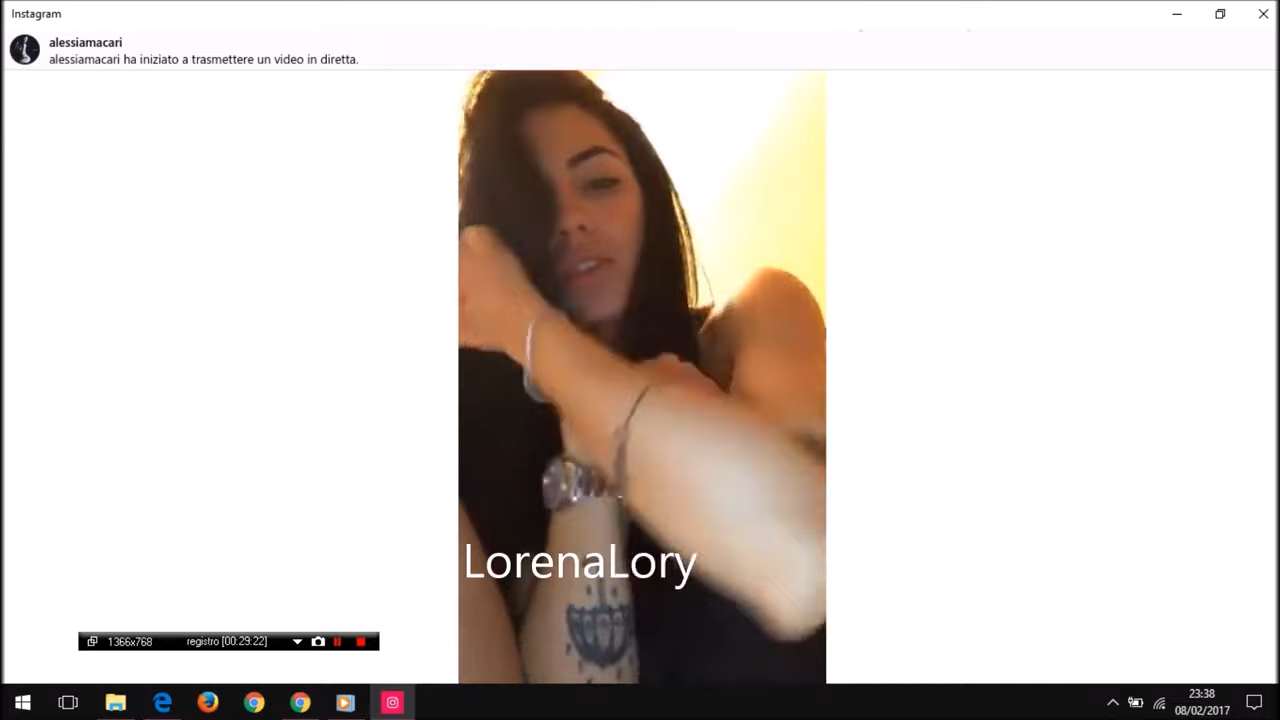 Instagram
alessiamacari
alessiamacari ha iniziato a trasmettere un video in diretta.
LorenaLory
1366x768 registro [00:29:22]
23:38
08/02/2017